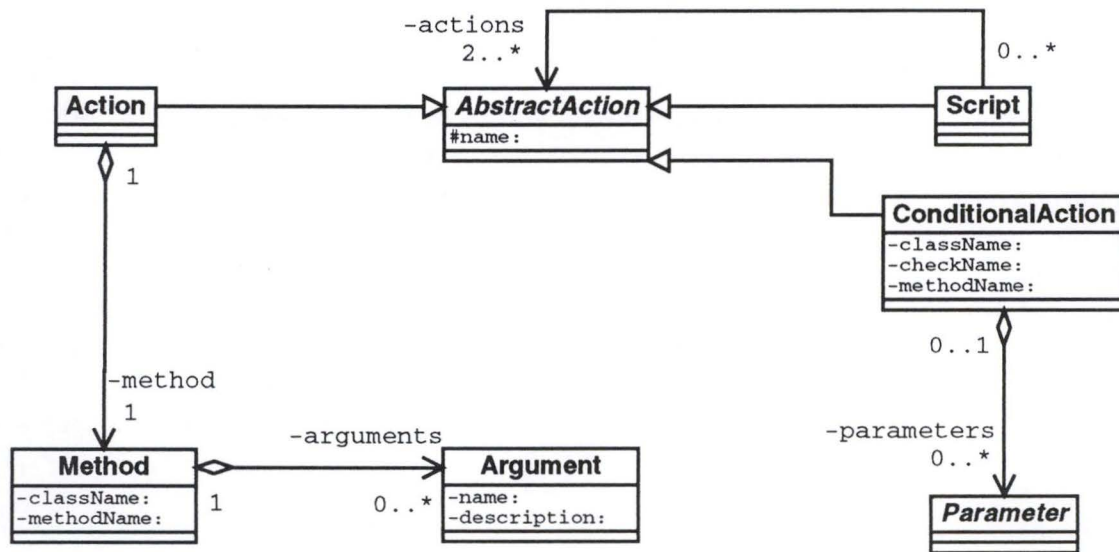 -actions
2..*
0..*
Action
AbstractAction
Script
#name:
1
ConditionalAction
-className:
-checkName:
-methodName:
0..1
-method
1
-arguments
-parameters
0..*
Method
Argument
-className:
-methodName:
1
0..*
-name:
-description:
Parameter